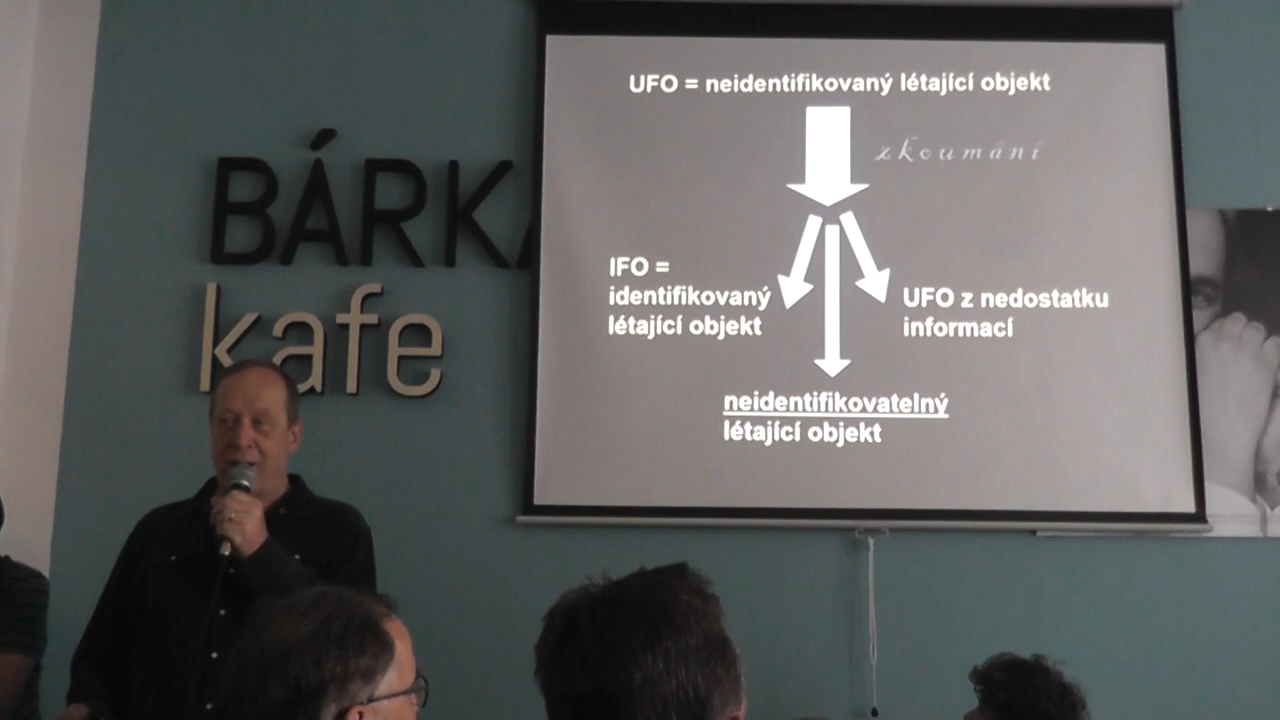 BÁRKA
kafe
UFO = neidentifikovaný létající objekt
zkoumání
IFO =
identifikovaný
létající objekt
UFO z nedostatku
informací
neidentifikovatelný
létající objekt